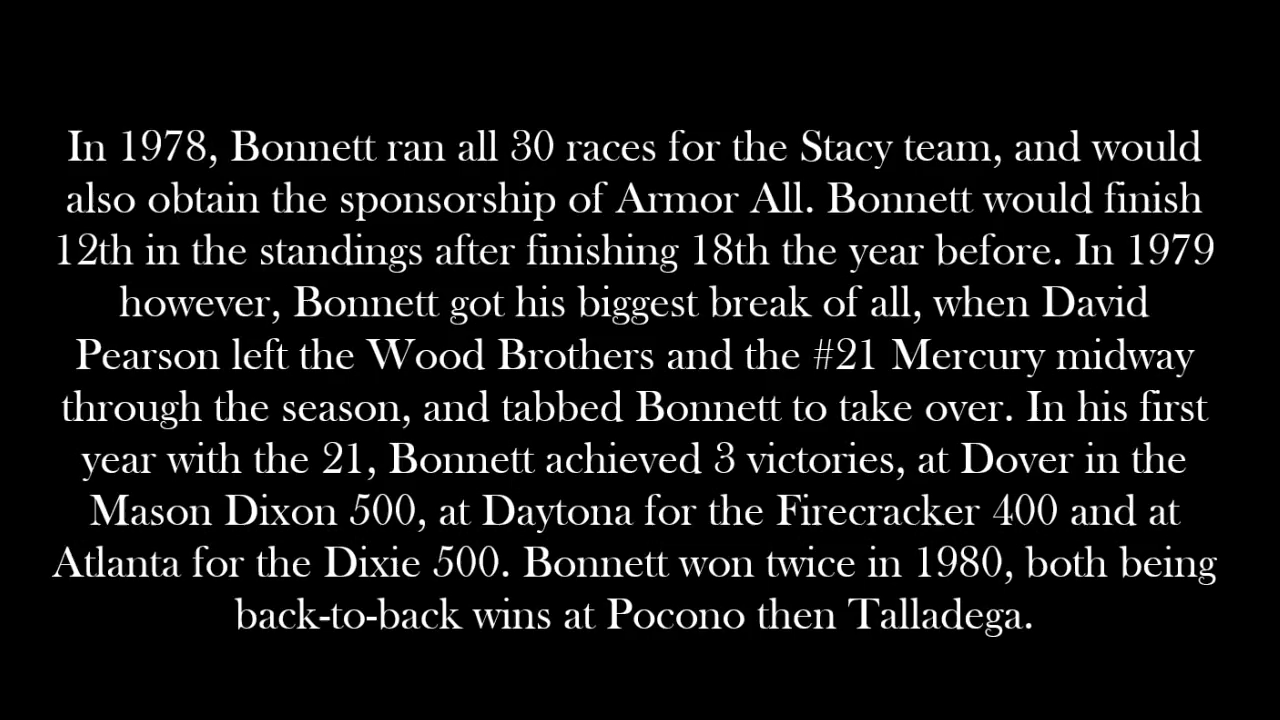 In 1978, Bonnett ran all 30 races for the Stacy team, and would
also obtain the sponsorship of Armor All. Bonnett would finish
12th in the standings after finishing 18th the year before. In 1979
however, Bonnett got his biggest break of all, when David
Pearson left the Wood Brothers and the #21 Mercury midway
through the season, and tabbed Bonnett to take over. In his first
year with the 21, Bonnett achieved 3 victories, at Dover in the
Mason Dixon 500, at Daytona for the Firecracker 400 and at
Atlanta for the Dixie 500. Bonnett won twice in 1980, both being
back-to-back wins at Pocono then Talladega.